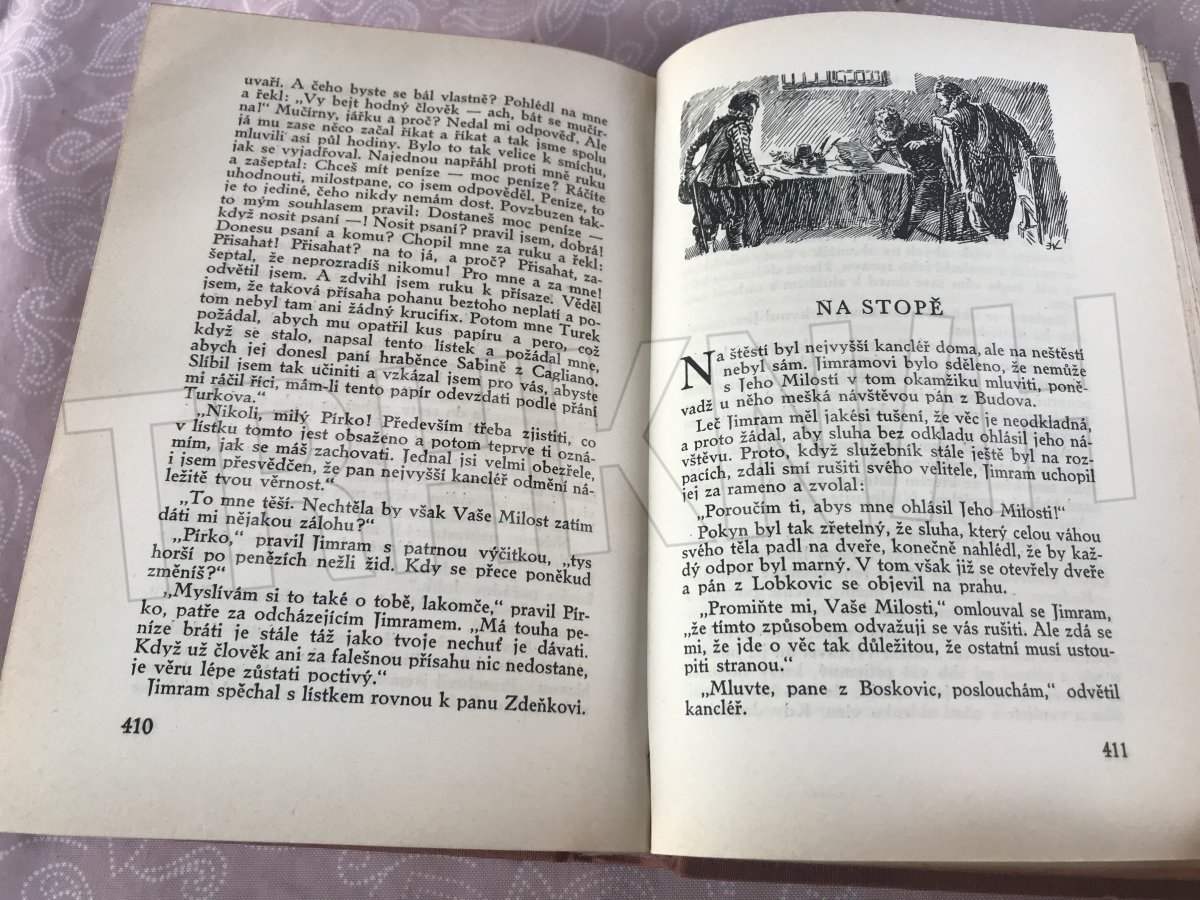 uvaří. A čeho byste se bál vlastně? Pohlédl na mne
a řekl: „Vy bejt hodný člověk — ach, bát se mučír-
na!“ Mučírny, járku a proč? Nedal mi odpověď. Ale
já mu zase něco začal říkat a říkat a tak jsme spolu
mluvili asi půl hodiny. Bylo to tak velice k smíchu,
jak se vyjadřoval. Najednou napřáhl proti mně ruku
a zašeptal: Chceš mít peníze — moc peníze? Ráčíte
uhodnouti, milostpane, co jsem odpověděl. Peníze, to
je to jediné, čeho nikdy nemám dost. Povzbuzen tak-
to mým souhlasem pravil: Dostaneš moc peníze —
když nosit psaní —! Nosit psaní? pravil jsem, dobrá!
Donesu psaní a komu? Chopil mne za ruku a řekl:
Přisahat! Přisahat? na to já, a proč? Přisahat, za-
šeptal, že neprozradíš nikomu! Pro mne a za mne!
odvětil jsem. A zdvihl jsem ruku k přísaze. Věděl
jsem, že taková přísaha pohanu beztoho neplatí a po-
tom nebyl tam ani žádný krucifix. Potom mne Turek
požádal, abych mu opatřil kus papíru a pero, což
když se stalo, napsal tento lístek a požádal mne,
abych jej donesl paní hraběnce Sabině z Cagliano.
Slíbil jsem tak učiniti a vzkázal jsem pro vás, abyste
mi ráčil říci, mám-li tento papír odevzdati podle přání
Turkova.“
„Nikoli, milý Pírko! Především třeba zjistiti, co
v lístku tomto jest obsaženo a potom teprve ti ozná-
mím, jak se máš zachovati. Jednal jsi velmi obezřele,
i jsem přesvědčen, že pan nejvyšší kancléř odmění ná-
ležitě tvou věrnost.“
„To mne těší. Nechtěla by však Vaše Milost zatím
dáti mi nějakou zálohu?“
„Pírko,“ pravil Jimram s patrnou výčitkou, „tys
horší po penězích nežli žid. Kdy se přece poněkud
změníš?“
„Myslívám si to také o tobě, lakomče,“ pravil Pír-
ko, patře za odcházejícím Jimramem. „Má touha pe-
níze bráti je stále táž jako tvoje nechuť je dávati.
Když už člověk ani za falešnou přísahu nic nedostane,
je věru lépe zůstati poctivý.“
Jimram spěchal s lístkem rovnou k panu Zdeňkovi.
410
NA STOPĚ
Na štěstí byl nejvyšší kancléř doma, ale na neštěstí
nebyl sám. Jimramovi bylo sděleno, že nemůže
s Jeho Milostí v tom okamžiku mluviti, poně-
vadž u něho mešká návštěvou pán z Budova.
Leč Jimram měl jakési tušení, že věc je neodkladná,
a proto žádal, aby sluha bez odkladu ohlásil jeho ná-
vštěvu. Proto, když služebník stále ještě byl na roz-
pacích, zdali smí rušiti svého velitele, Jimram uchopil
jej za rameno a zvolal:
„Poroučím ti, abys mne ohlásil Jeho Milosti!“
Pokyn byl tak zřetelný, že sluha, který celou váhou
svého těla padl na dveře, konečně nahlédl, že by kaž-
dý odpor byl marný. V tom však již se otevřely dveře
a pán z Lobkovic se objevil na prahu.
„Promiňte mi, Vaše Milosti,“ omlouval se Jimram,
„že tímto způsobem odvažuji se vás rušiti. Ale zdá se
mi, že jde o věc tak důležitou, že ostatní musí ustou-
piti stranou.“
„Mluvte, pane z Boskovic, poslouchám,“ odvětil
kancléř.
411
TRHKNIH